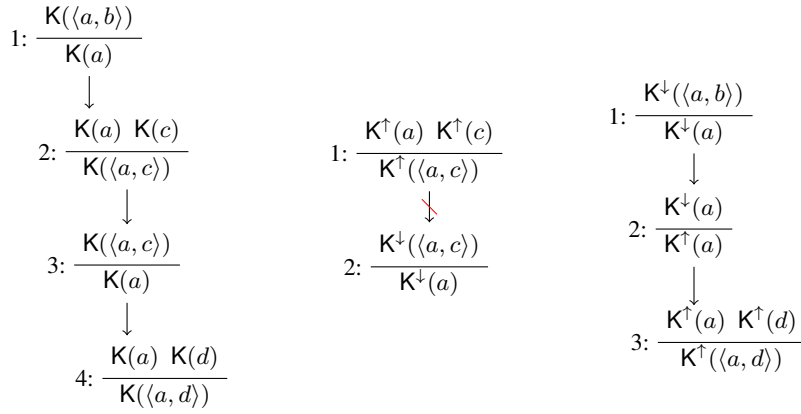 1: K(⟨a, b⟩)
K(a)
2: K(a) K(c)
K(⟨a, c⟩)
3: K(⟨a, c⟩)
K(a)
4: K(a) K(d)
K(⟨a, d⟩)
1: K↑(a) K↑(c)
K↑(⟨a, c⟩)
2: K↓(⟨a, c⟩)
K↓(a)
1: K↓(⟨a, b⟩)
K↓(a)
2: K↓(a)
K↑(a)
3: K↑(a) K↑(d)
K↑(⟨a, d⟩)